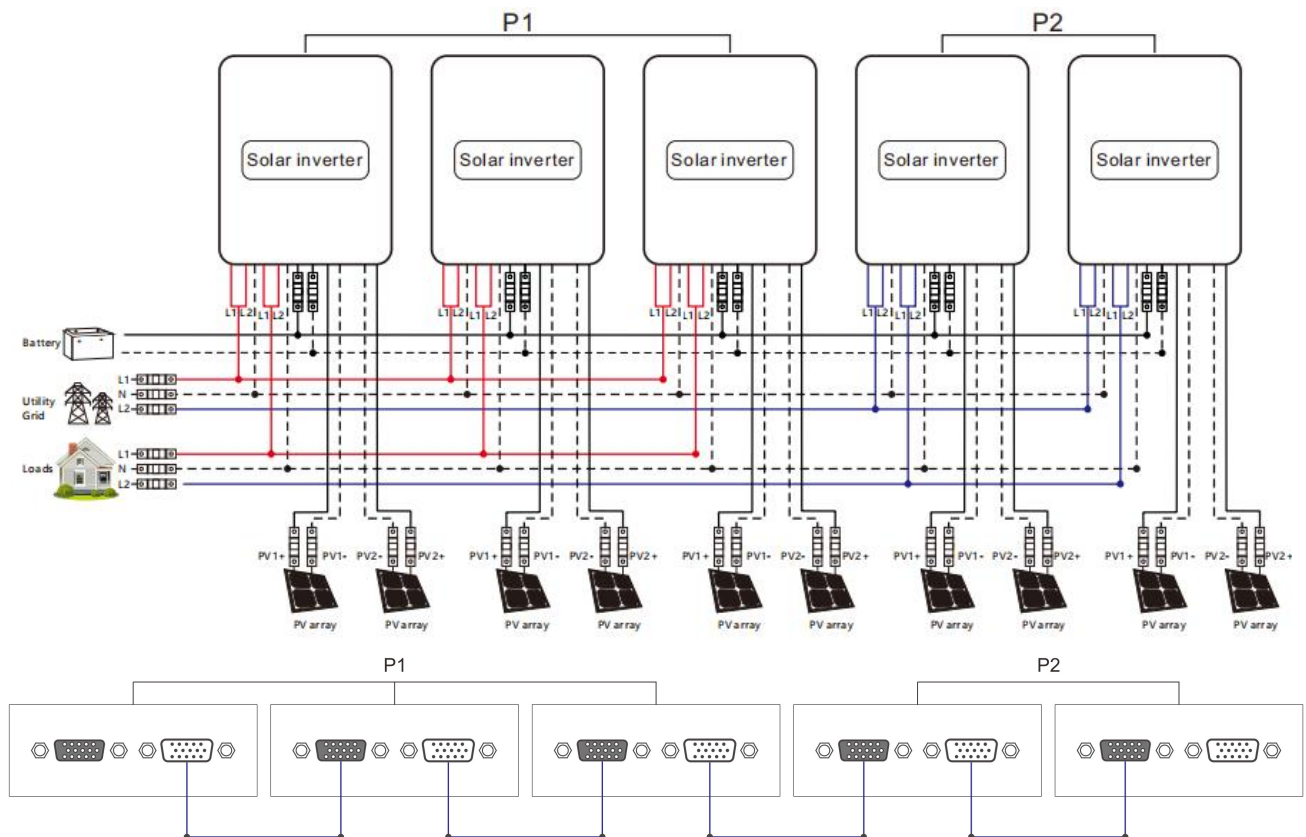 P1 P2
Solar inverter Solar inverter Solar inverter Solar inverter Solar inverter
L1 L2 L1 L2 L1 L2 L1 L2 L1 L2 L1 L2 L1 L2 L1 L2 L1 L2 L1 L2
Battery
L1
Utility
Grid
N
L2
L1
Loads N
L2
PV1+ PV1- PV2- PV2+ PV1+ PV1- PV2- PV2+ PV1+ PV1- PV2- PV2+ PV1+ PV1- PV2- PV2+ PV1+ PV1- PV2- PV2+
PV array PV array PV array PV array PV array PV array PV array PV array PV array PV array
P1 P2